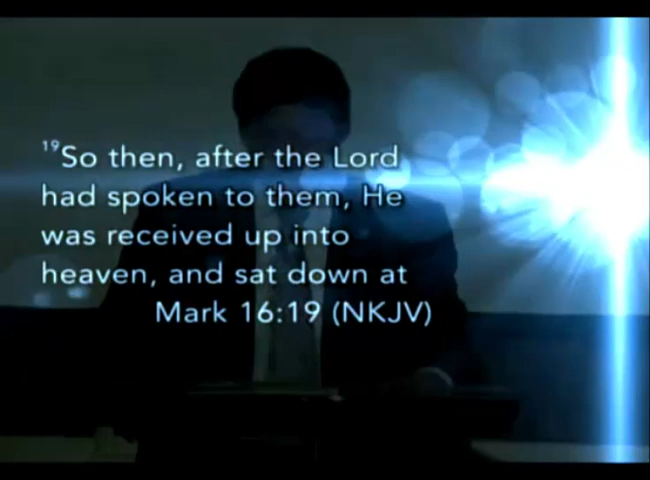 ¹⁹So then, after the Lord
had spoken to them, He
was received up into
heaven, and sat down at
Mark 16:19 (NKJV)